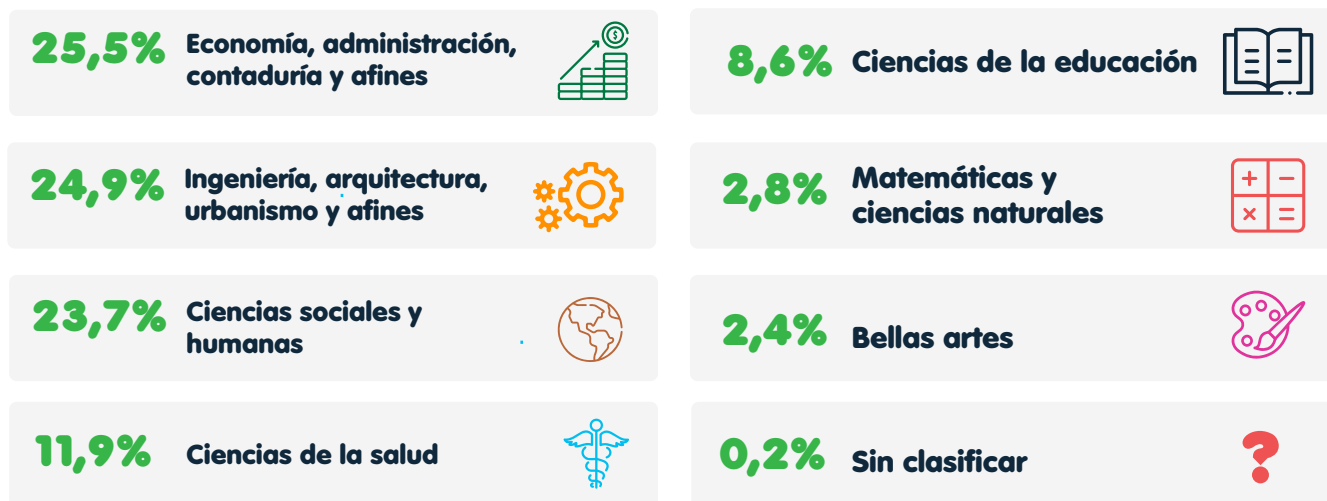 25,5%
Economía, administración,
contaduría y afines
24,9%
Ingeniería, arquitectura,
urbanismo y afines
23,7%
Ciencias sociales y
humanas
11,9%
Ciencias de la salud
8,6%
Ciencias de la educación
2,8%
Matemáticas y
ciencias naturales
2,4%
Bellas artes
0,2%
Sin clasificar